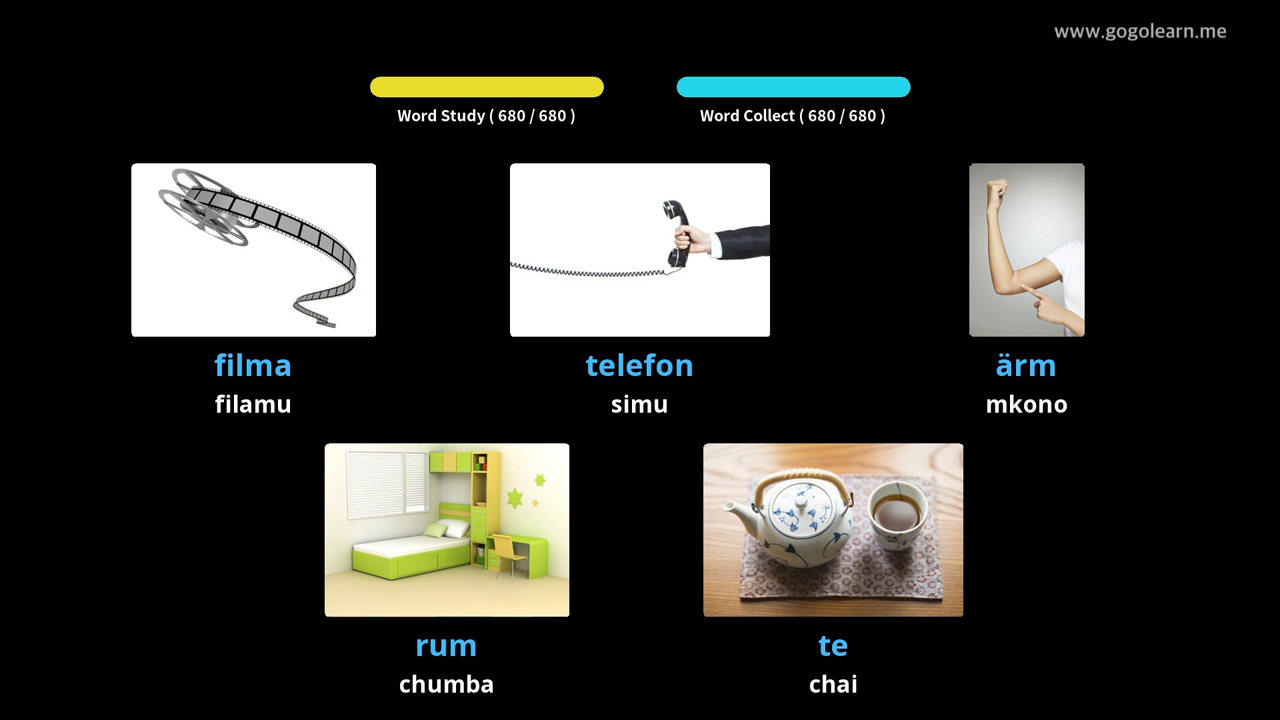 www.gogolearn.me
Word Study ( 680 / 680 )
Word Collect ( 680 / 680 )
filma
filamu
telefon
simu
ärm
mkono
rum
chumba
te
chai